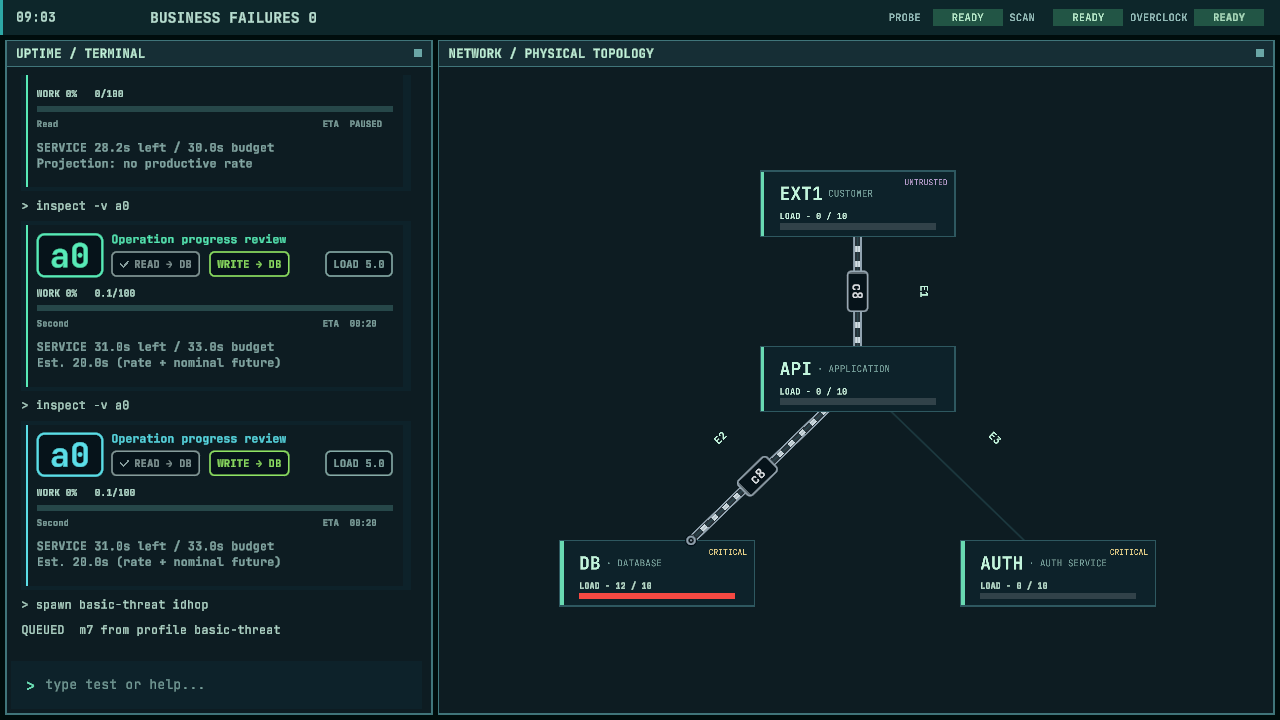 09:03 BUSINESS FAILURES 0 PROBE READY SCAN READY OVERCLOCK READY
UPTIME / TERMINAL
WORK 0% 0/100
Read ETA PAUSED
SERVICE 28.2s left / 30.0s budget
Projection: no productive rate
> inspect -v a0
a0 Operation progress review
✓ READ → DB WRITE → DB LOAD 5.0
WORK 0% 0.1/100
Second ETA 00:20
SERVICE 31.0s left / 33.0s budget
Est. 20.0s (rate + nominal future)
> inspect -v a0
a0 Operation progress review
✓ READ → DB WRITE → DB LOAD 5.0
WORK 0% 0.1/100
Second ETA 00:20
SERVICE 31.0s left / 33.0s budget
Est. 20.0s (rate + nominal future)
> spawn basic-threat idhop
QUEUED m7 from profile basic-threat
> type test or help...
NETWORK / PHYSICAL TOPOLOGY
UNTRUSTED
EXT1 CUSTOMER
LOAD - 0 / 10
c8 E1
API · APPLICATION
LOAD - 0 / 10
E2 E3
c8
CRITICAL
DB · DATABASE
LOAD - 12 / 10
CRITICAL
AUTH · AUTH SERVICE
LOAD - 0 / 10